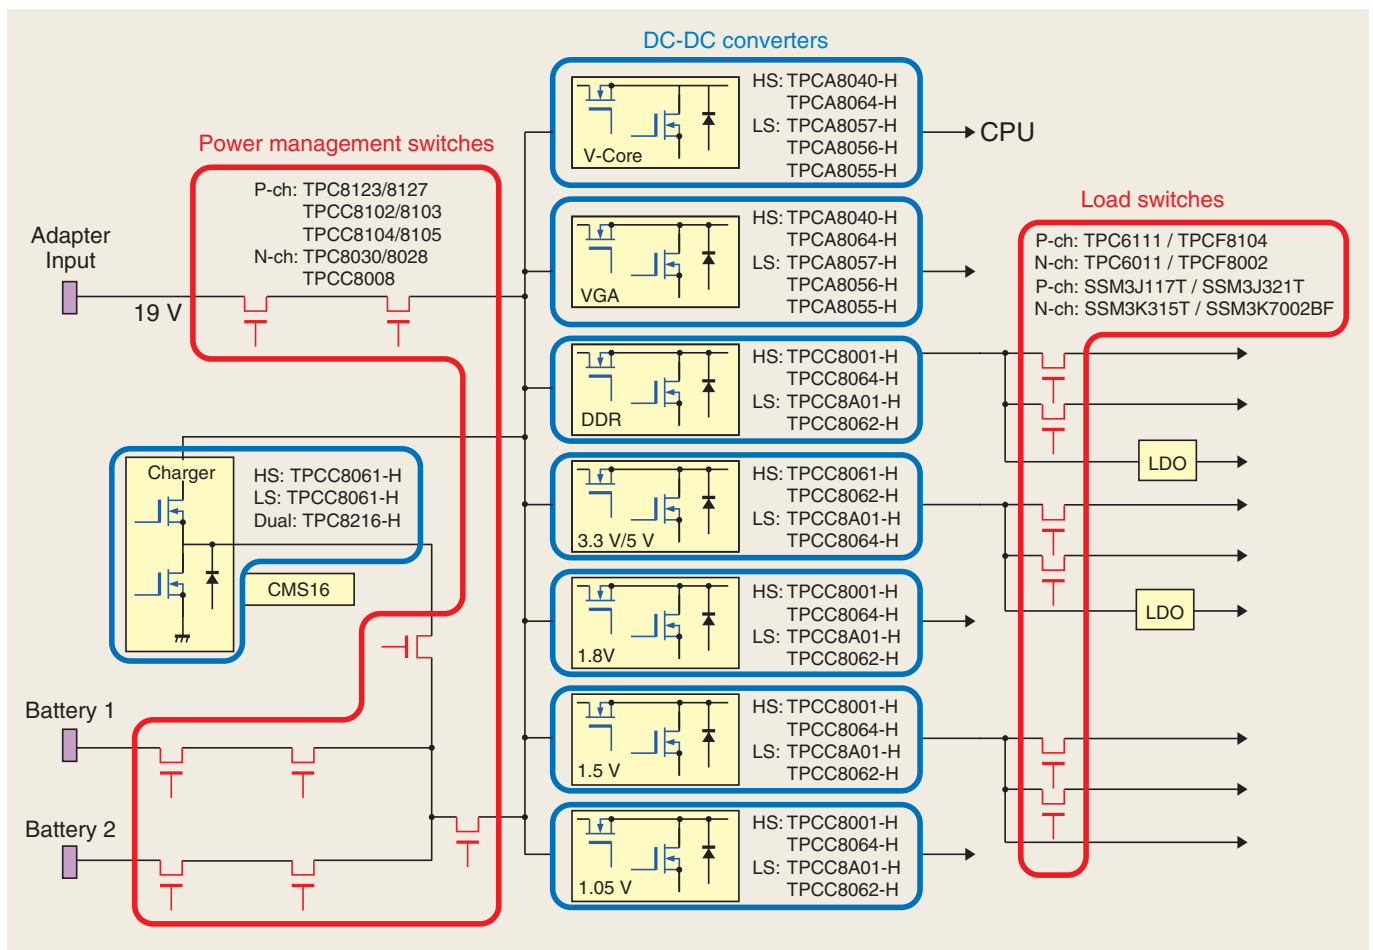 DC-DC converters
HS: TPCA8040-H
TPCA8064-H
LS: TPCA8057-H
TPCA8056-H
TPCA8055-H
V-Core
CPU
Power management switches
P-ch: TPC8123/8127
TPCC8102/8103
TPCC8104/8105
N-ch: TPC8030/8028
TPCC8008
Adapter
Input
19 V
HS: TPCA8040-H
TPCA8064-H
LS: TPCA8057-H
TPCA8056-H
TPCA8055-H
VGA
Load switches
P-ch: TPC6111 / TPCF8104
N-ch: TPC6011 / TPCF8002
P-ch: SSM3J117T / SSM3J321T
N-ch: SSM3K315T / SSM3K7002BF
HS: TPCC8001-H
TPCC8064-H
LS: TPCC8A01-H
TPCC8062-H
DDR
LDO
Charger
HS: TPCC8061-H
LS: TPCC8061-H
Dual: TPC8216-H
CMS16
HS: TPCC8061-H
TPCC8062-H
LS: TPCC8A01-H
TPCC8064-H
3.3 V/5 V
LDO
HS: TPCC8001-H
TPCC8064-H
LS: TPCC8A01-H
TPCC8062-H
1.8V
Battery 1
HS: TPCC8001-H
TPCC8064-H
LS: TPCC8A01-H
TPCC8062-H
1.5 V
Battery 2
HS: TPCC8001-H
TPCC8064-H
LS: TPCC8A01-H
TPCC8062-H
1.05 V